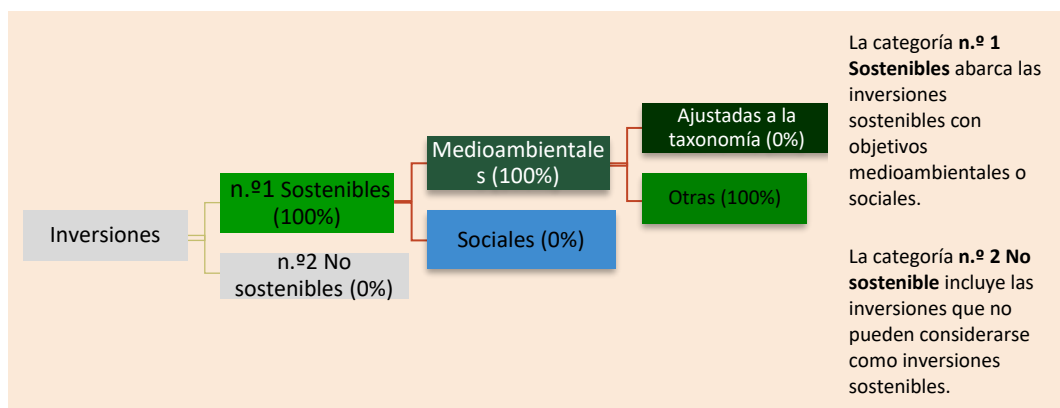 Inversiones
n.º1 Sostenibles
(100%)
n.º2 No
sostenibles (0%)
Medioambientale
s (100%)
Sociales (0%)
Ajustadas a la
taxonomía (0%)
Otras (100%)
La categoría n.º 1
Sostenibles abarca las
inversiones
sostenibles con
objetivos
medioambientales o
sociales.
La categoría n.º 2 No
sostenible incluye las
inversiones que no
pueden considerarse
como inversiones
sostenibles.